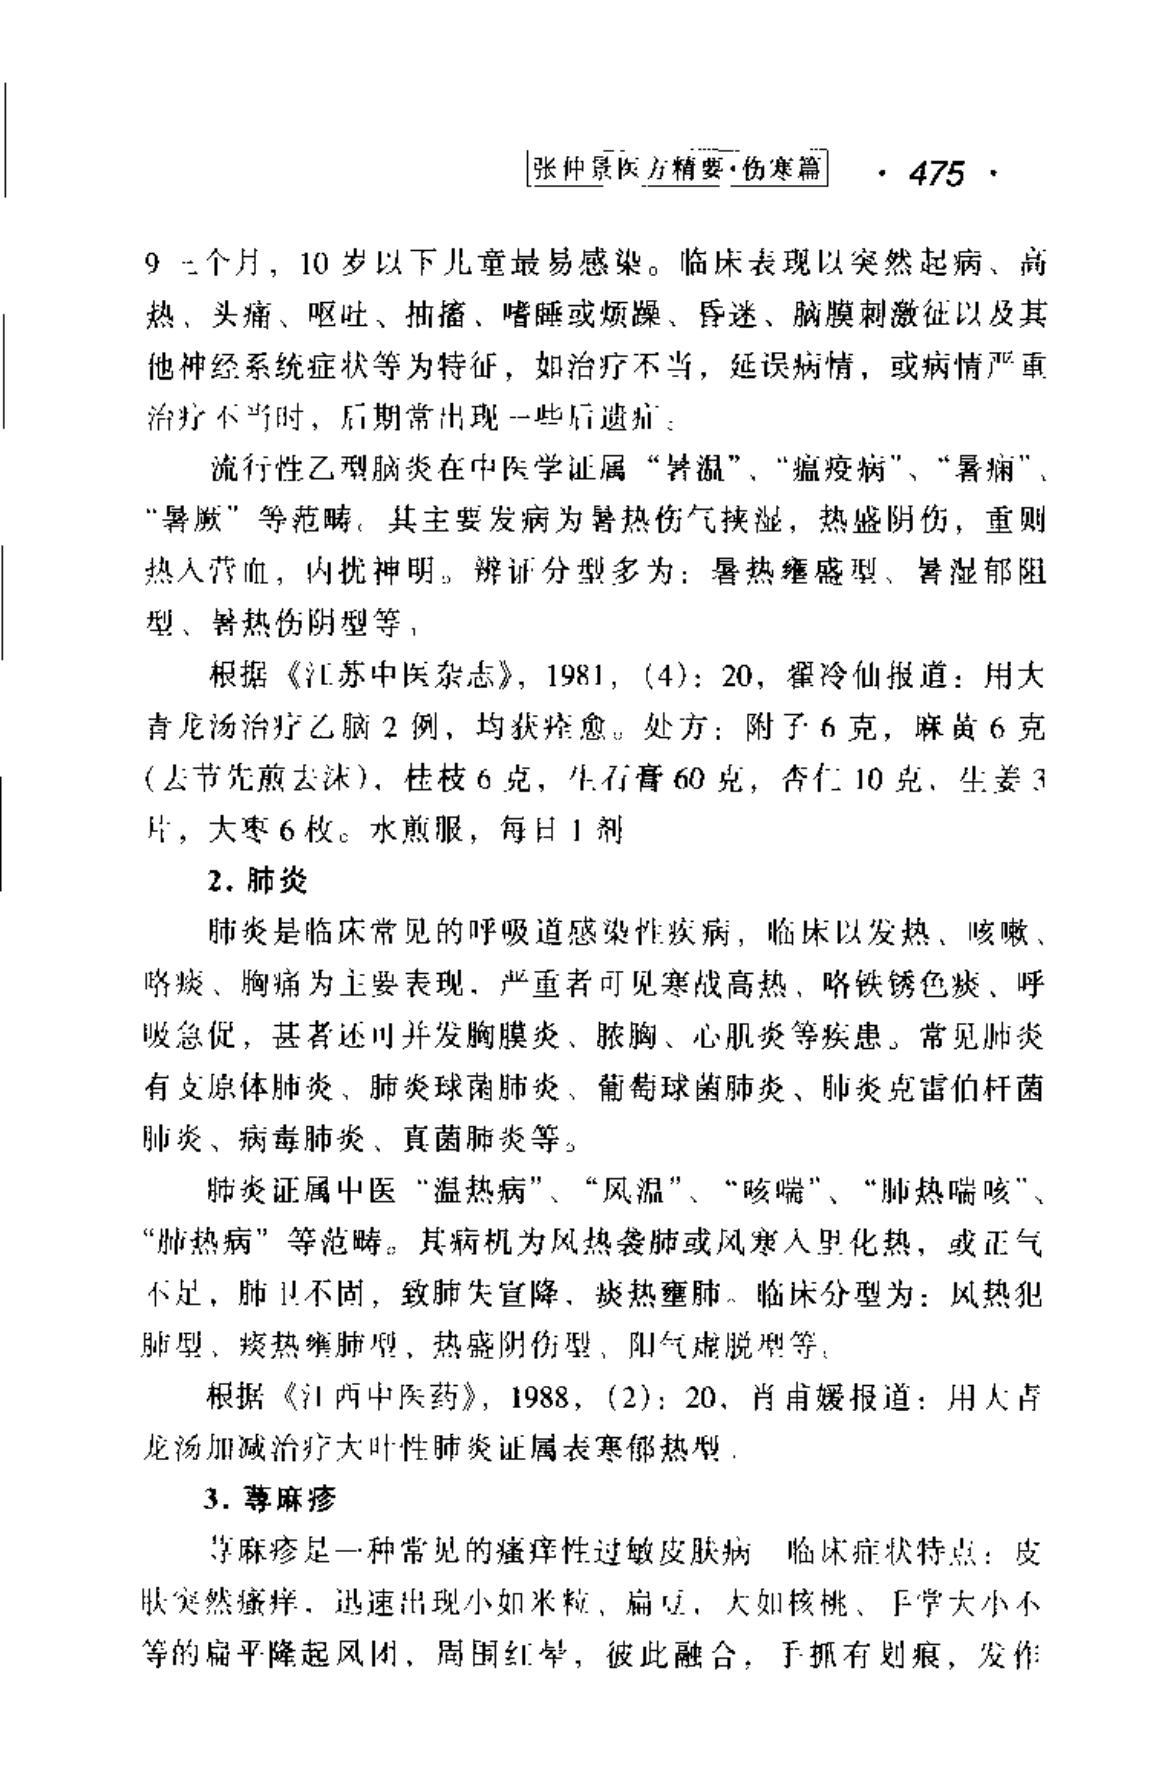 张仲景医方精要·伤寒篇 · 475 ·
9 三个月，10 岁以下儿童最易感染。临床表现以突然起病、高
热、头痛、呕吐、抽搐、嗜睡或烦躁、昏迷、脑膜刺激征以及其
他神经系统症状等为特征，如治疗不当，延误病情，或病情严重
治疗不当时，后期常出现一些后遗症。
流行性乙型脑炎在中医学证属“暑温”、“瘟疫病”、“暑痫”、
“暑厥”等范畴。其主要发病为暑热伤气挟湿，热盛阴伤，重则
热入营血，内扰神明。辨证分型多为：暑热壅盛型、暑湿郁阻
型、暑热伤阴型等。
根据《江苏中医杂志》，1981，（4）：20，翟冷仙报道：用大
青龙汤治疗乙脑 2 例，均获痊愈。处方：附子 6 克，麻黄 6 克
（去节先煎去沫），桂枝 6 克，生石膏 60 克，杏仁 10 克，生姜 3
片，大枣 6 枚。水煎服，每日 1 剂
2. 肺炎
肺炎是临床常见的呼吸道感染性疾病，临床以发热、咳嗽、
咯痰、胸痛为主要表现，严重者可见寒战高热、咯铁锈色痰、呼
吸急促，甚者还可并发胸膜炎、脓胸、心肌炎等疾患。常见肺炎
有支原体肺炎、肺炎球菌肺炎、葡萄球菌肺炎、肺炎克雷伯杆菌
肺炎、病毒肺炎、真菌肺炎等。
肺炎证属中医“温热病”、“风温”、“咳喘”、“肺热喘咳”、
“肺热病”等范畴。其病机为风热袭肺或风寒入里化热，或正气
不足，肺卫不固，致肺失宣降，痰热壅肺。临床分型为：风热犯
肺型、痰热壅肺型、热盛阴伤型、阳气虚脱型等。
根据《江西中医药》，1988，（2）：20，肖甫媛报道：用大青
龙汤加减治疗大叶性肺炎证属表寒郁热型。
3. 荨麻疹
荨麻疹是一种常见的瘙痒性过敏皮肤病 临床症状特点：皮
肤突然瘙痒，迅速出现小如米粒、扁豆，大如核桃、手掌大小不
等的扁平隆起风团，周围红晕，彼此融合，手抓有划痕，发作